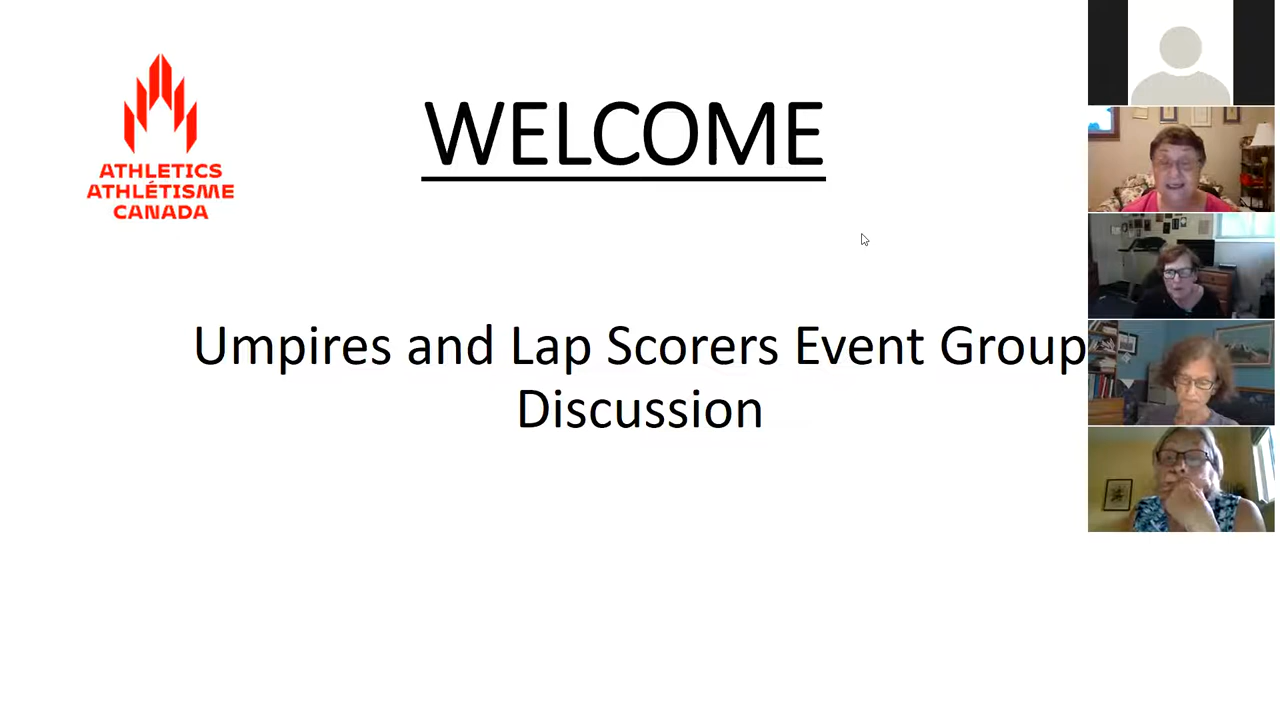 WELCOME
ATHLETICS
ATHLÉTISME
CANADA
Umpires and Lap Scorers Event Group
Discussion